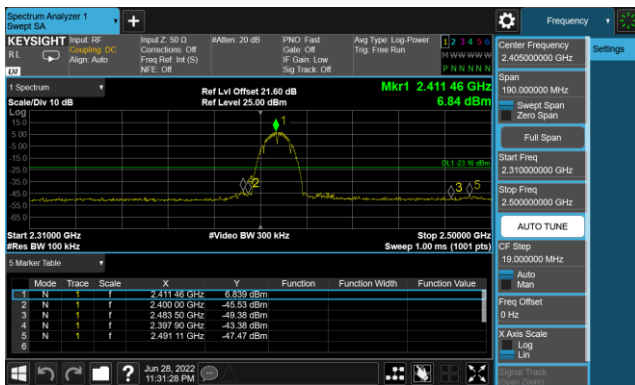 Spectrum Analyzer 1
Swept SA
Frequency
KEYSIGHT
RL
Input: RF
Coupling: DC
Align: Auto
Input Z: 50 Ω
Corrections: Off
Freq Ref: Int (S)
NFE: Off
#Atten: 20 dB
PNO: Fast
Gate: Off
IF Gain: Low
Sig Track: Off
Avg Type: Log-Power
Trig: Free Run
1 2 3 4 5 6
M W W W W W
P N N N N N
1 Spectrum
Scale/Div 10 dB
Log
Ref Lvl Offset 21.60 dB
Ref Level 25.00 dBm
Mkr1 2.411 46 GHz
6.84 dBm
15.0
5.00
-5.00
-15.0
-25.0
-35.0
-45.0
-55.0
-65.0
1
DL1 -23.16 dBm
2
3
5
Start 2.31000 GHz
#Res BW 100 kHz
#Video BW 300 kHz
Stop 2.50000 GHz
Sweep 1.00 ms (1001 pts)
5 Marker Table
Mode Trace Scale X Y Function Function Width Function Value
1 N 1 f 2.411 46 GHz 6.839 dBm
2 N 1 f 2.400 00 GHz -45.53 dBm
3 N 1 f 2.483 50 GHz -49.38 dBm
4 N 1 f 2.397 90 GHz -43.38 dBm
5 N 1 f 2.491 11 GHz -47.47 dBm
6
Jun 28, 2022
11:31:28 PM
Center Frequency
2.405000000 GHz
Settings
Span
190.000000 MHz
Swept Span
Zero Span
Full Span
Start Freq
2.310000000 GHz
Stop Freq
2.500000000 GHz
AUTO TUNE
CF Step
19.000000 MHz
Auto
Man
Freq Offset
0 Hz
X Axis Scale
Log
Lin
Signal Track
(Span Zoom)